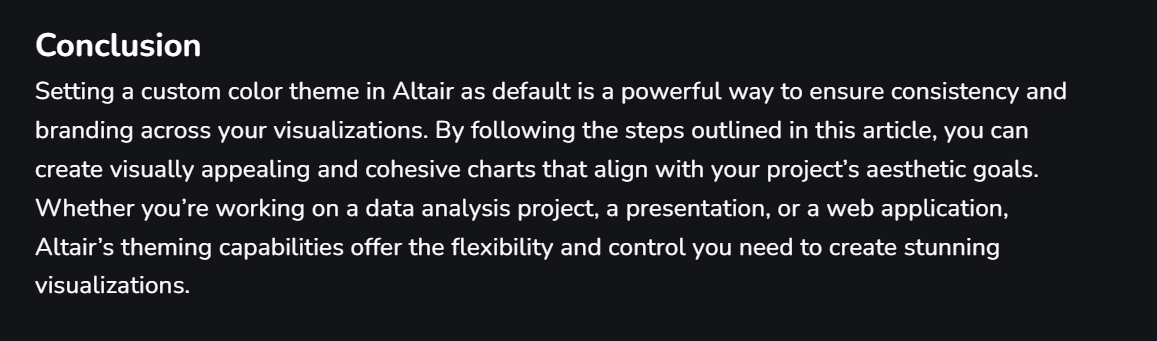 Conclusion
Setting a custom color theme in Altair as default is a powerful way to ensure consistency and
branding across your visualizations. By following the steps outlined in this article, you can
create visually appealing and cohesive charts that align with your project’s aesthetic goals.
Whether you’re working on a data analysis project, a presentation, or a web application,
Altair’s theming capabilities offer the flexibility and control you need to create stunning
visualizations.